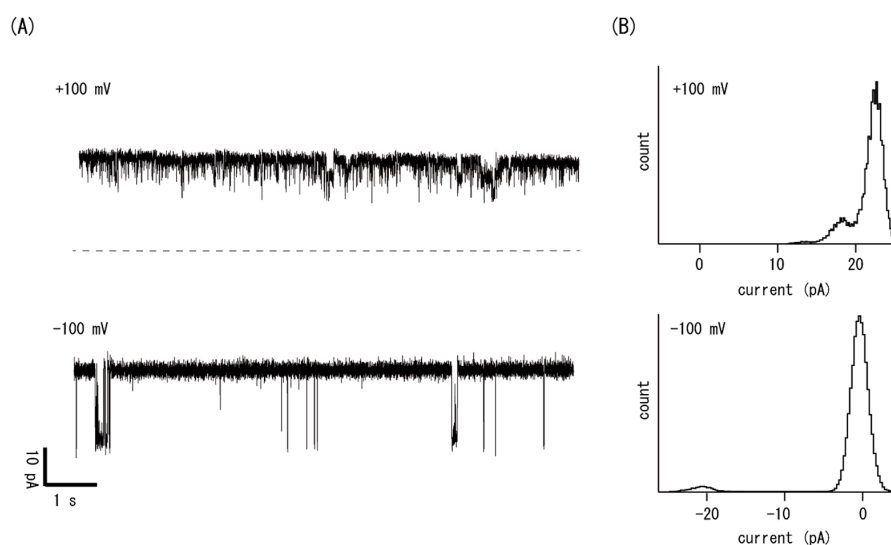 (A)
+100 mV
-100 mV
10 pA
1 s
(B)
+100 mV
count
0 10 20
current (pA)
-100 mV
count
-20 -10 0
current (pA)